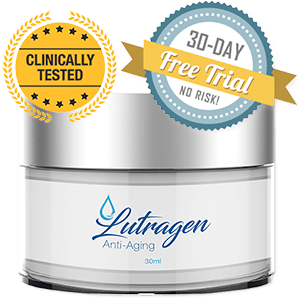 CLINICALLY
TESTED
30-DAY
Free Trial
NO RISK!
Lutragen
Anti-Aging
30ml